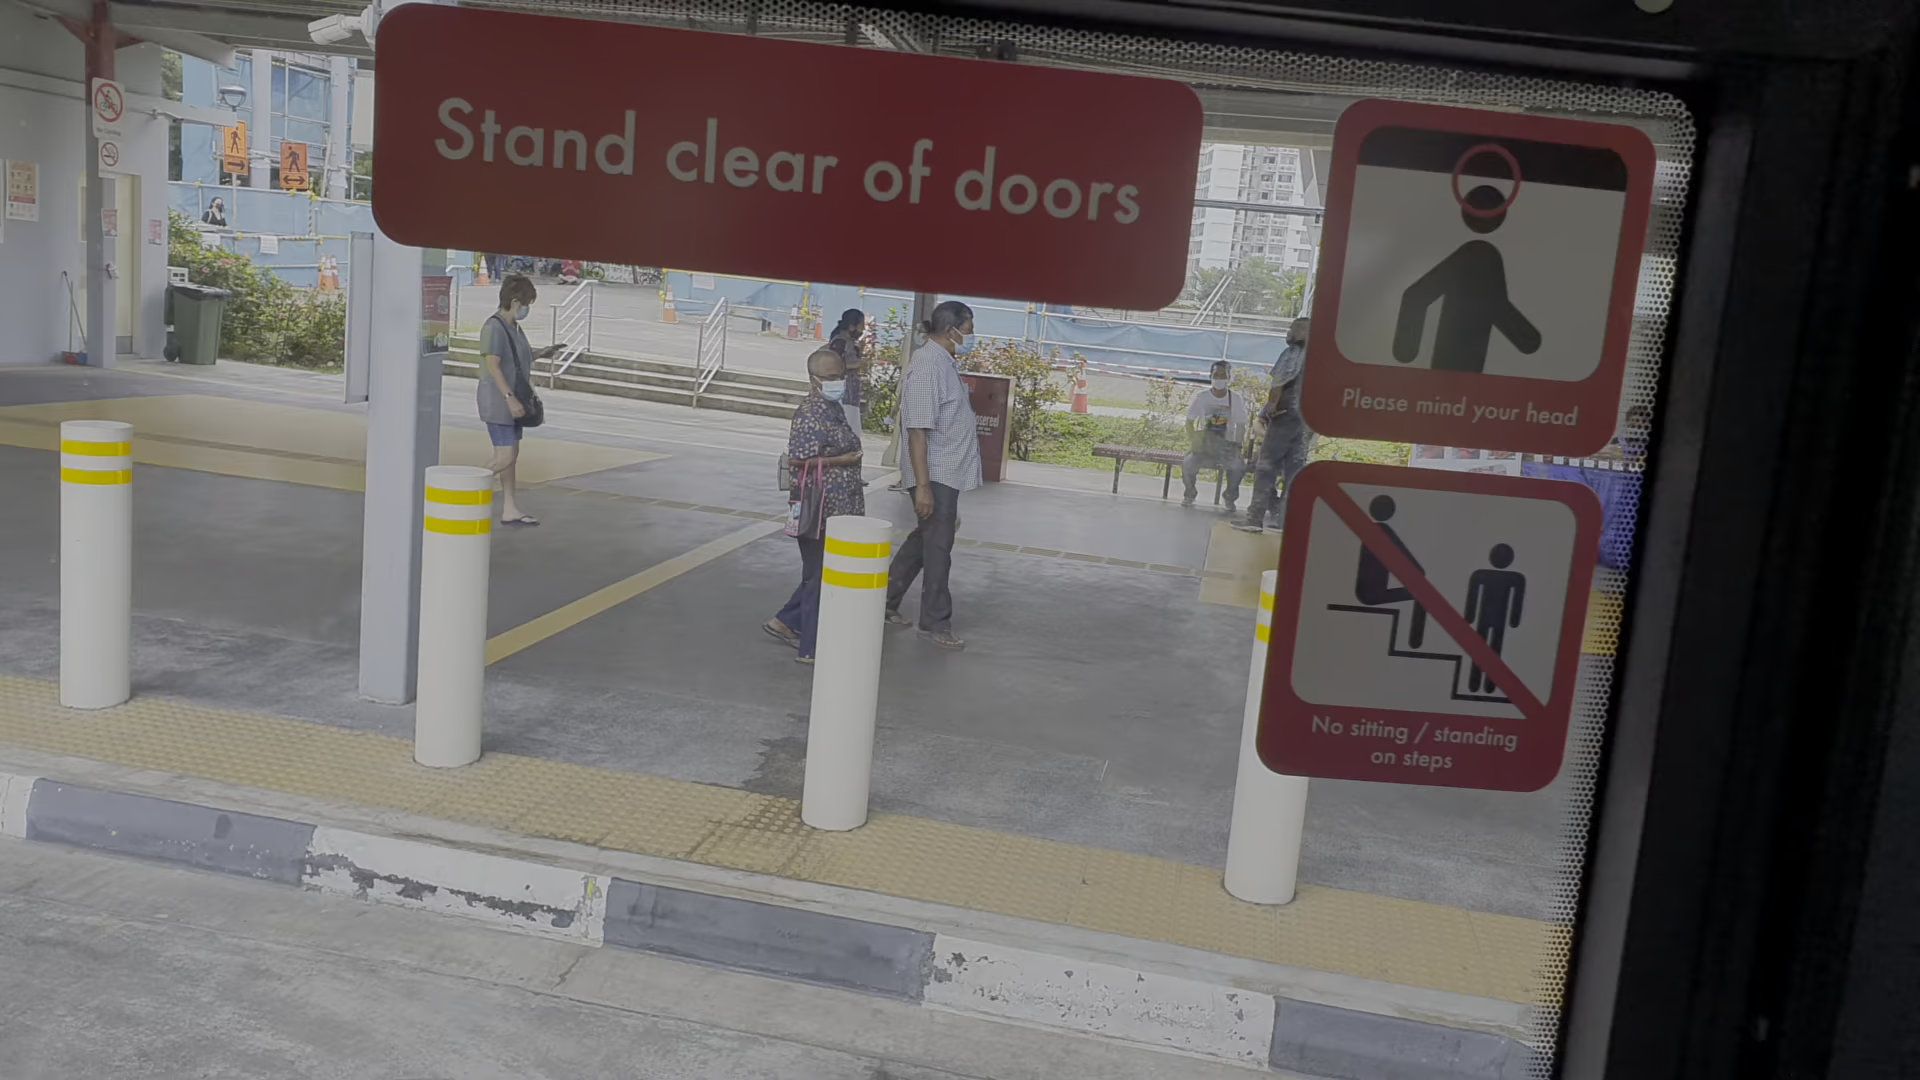 Stand clear of doors
Please mind your head
No sitting / standing
on steps